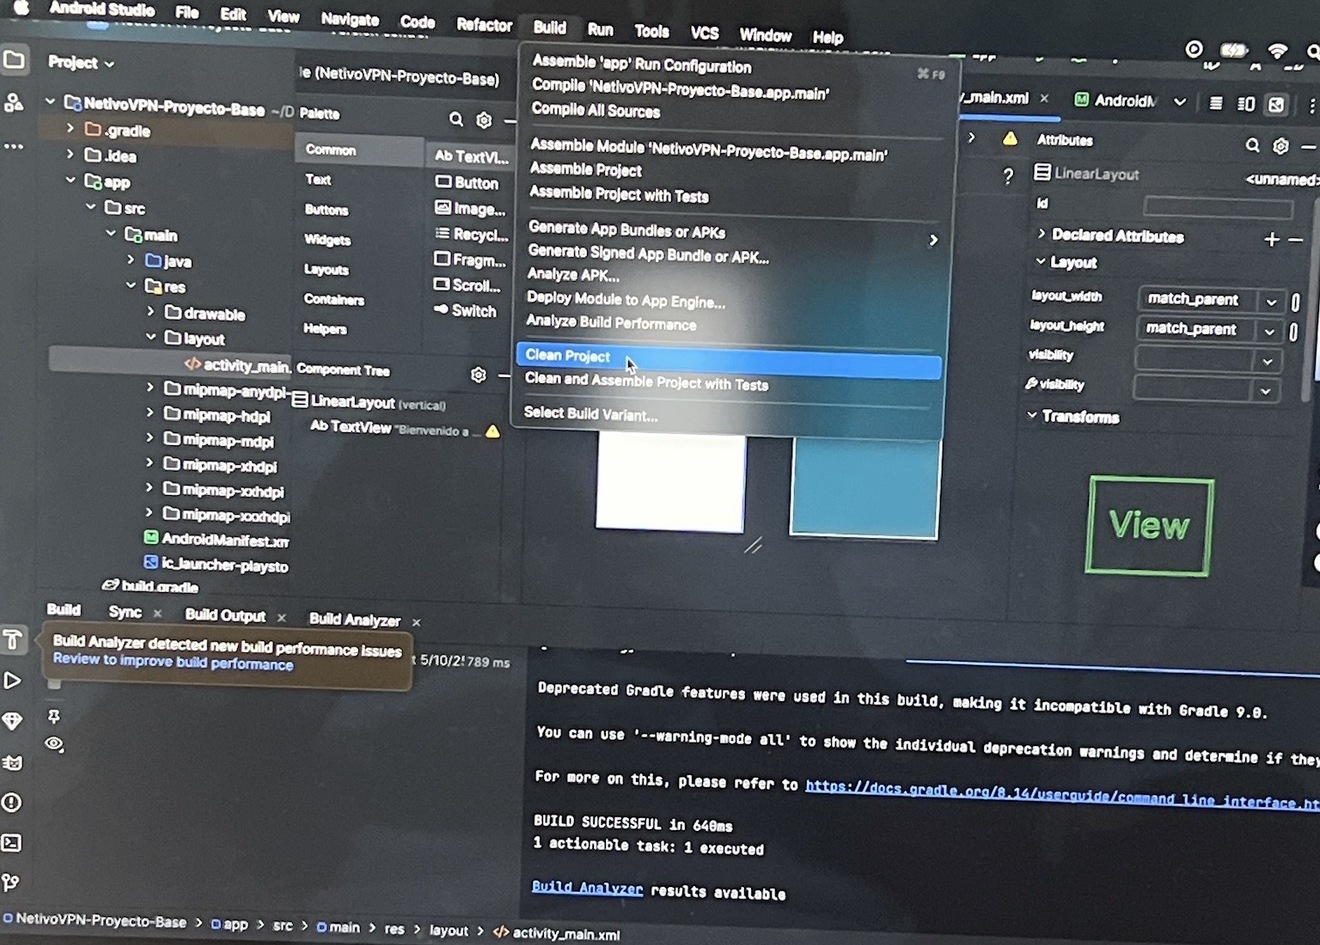 Android Studio File Edit View Navigate Code Refactor Build Run Tools VCS Window Help
Project
NetivoVPN-Proyecto-Base ~/D
.gradle
.idea
app
src
main
java
res
drawable
layout
activity_main.
mipmap-anydpi-
mipmap-hdpi
mipmap-mdpi
mipmap-xhdpi
mipmap-xxhdpi
mipmap-xxxhdpi
AndroidManifest.xm
ic_launcher-playsto
build.gradle
le (NetivoVPN-Proyecto-Base)
Palette
Common
Text
Buttons
Widgets
Layouts
Containers
Helpers
Ab TextVi...
Button
Image...
Recycl...
Fragm...
Scroll...
Switch
Component Tree
LinearLayout (vertical)
Ab TextView "Bienvenido a ...
Assemble 'app' Run Configuration
⌘F9
Compile 'NetivoVPN-Proyecto-Base.app.main'
Compile All Sources
Assemble Module 'NetivoVPN-Proyecto-Base.app.main'
Assemble Project
Assemble Project with Tests
Generate App Bundles or APKs
Generate Signed App Bundle or APK...
Analyze APK...
Deploy Module to App Engine...
Analyze Build Performance
Clean Project
Clean and Assemble Project with Tests
Select Build Variant...
y_main.xml
AndroidM
Attributes
?
LinearLayout
<unnamed>
id
Declared Attributes
Layout
layout_width match_parent
layout_height match_parent
visibility
visibility
Transforms
View
Build Sync Build Output Build Analyzer
Build Analyzer detected new build performance issues
Review to improve build performance
t 5/10/2 789 ms
Deprecated Gradle features were used in this build, making it incompatible with Gradle 9.0.
You can use '--warning-mode all' to show the individual deprecation warnings and determine if they
For more on this, please refer to https://docs.gradle.org/8.14/userguide/command_line_interface.ht
BUILD SUCCESSFUL in 640ms
1 actionable task: 1 executed
Build Analyzer results available
NetivoVPN-Proyecto-Base > app > src > main > res > layout > activity_main.xml